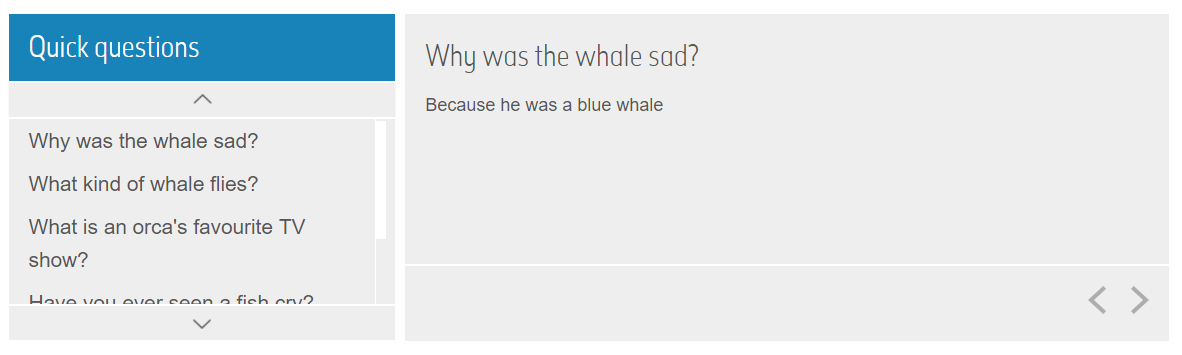 Quick questions
Why was the whale sad?
What kind of whale flies?
What is an orca's favourite TV
show?
Have you ever seen a fish cry?
Why was the whale sad?
Because he was a blue whale